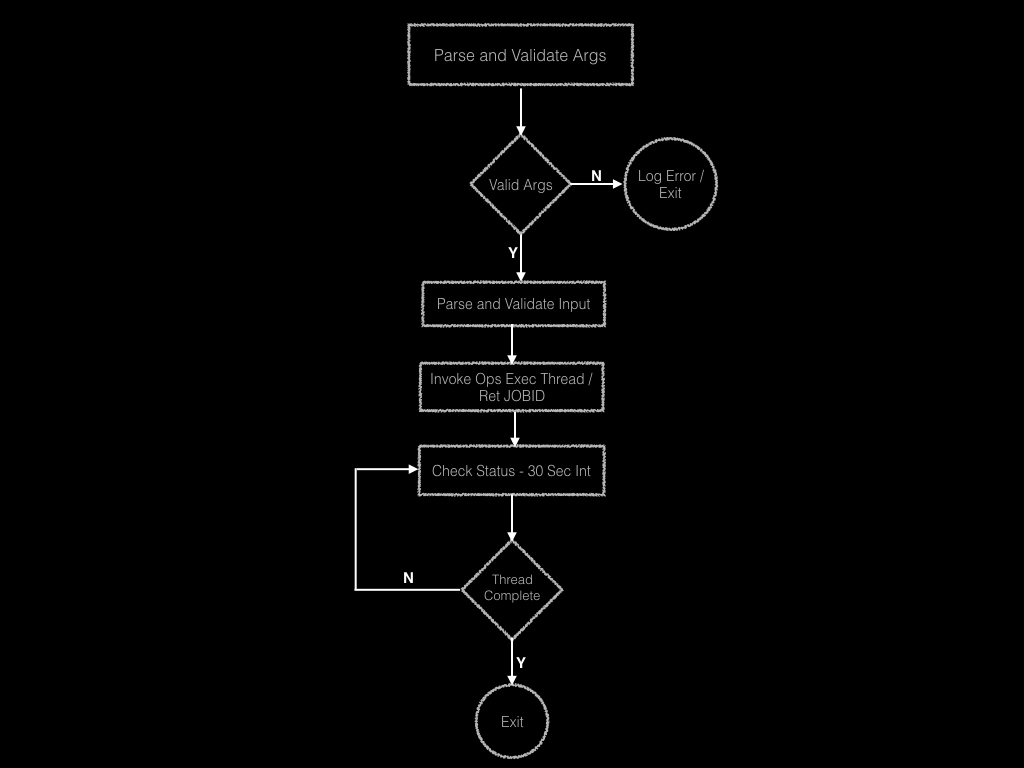 Parse and Validate Args
Valid Args
N
Log Error /
Exit
Y
Parse and Validate Input
Invoke Ops Exec Thread /
Ret JOBID
Check Status - 30 Sec Int
N
Thread
Complete
Y
Exit